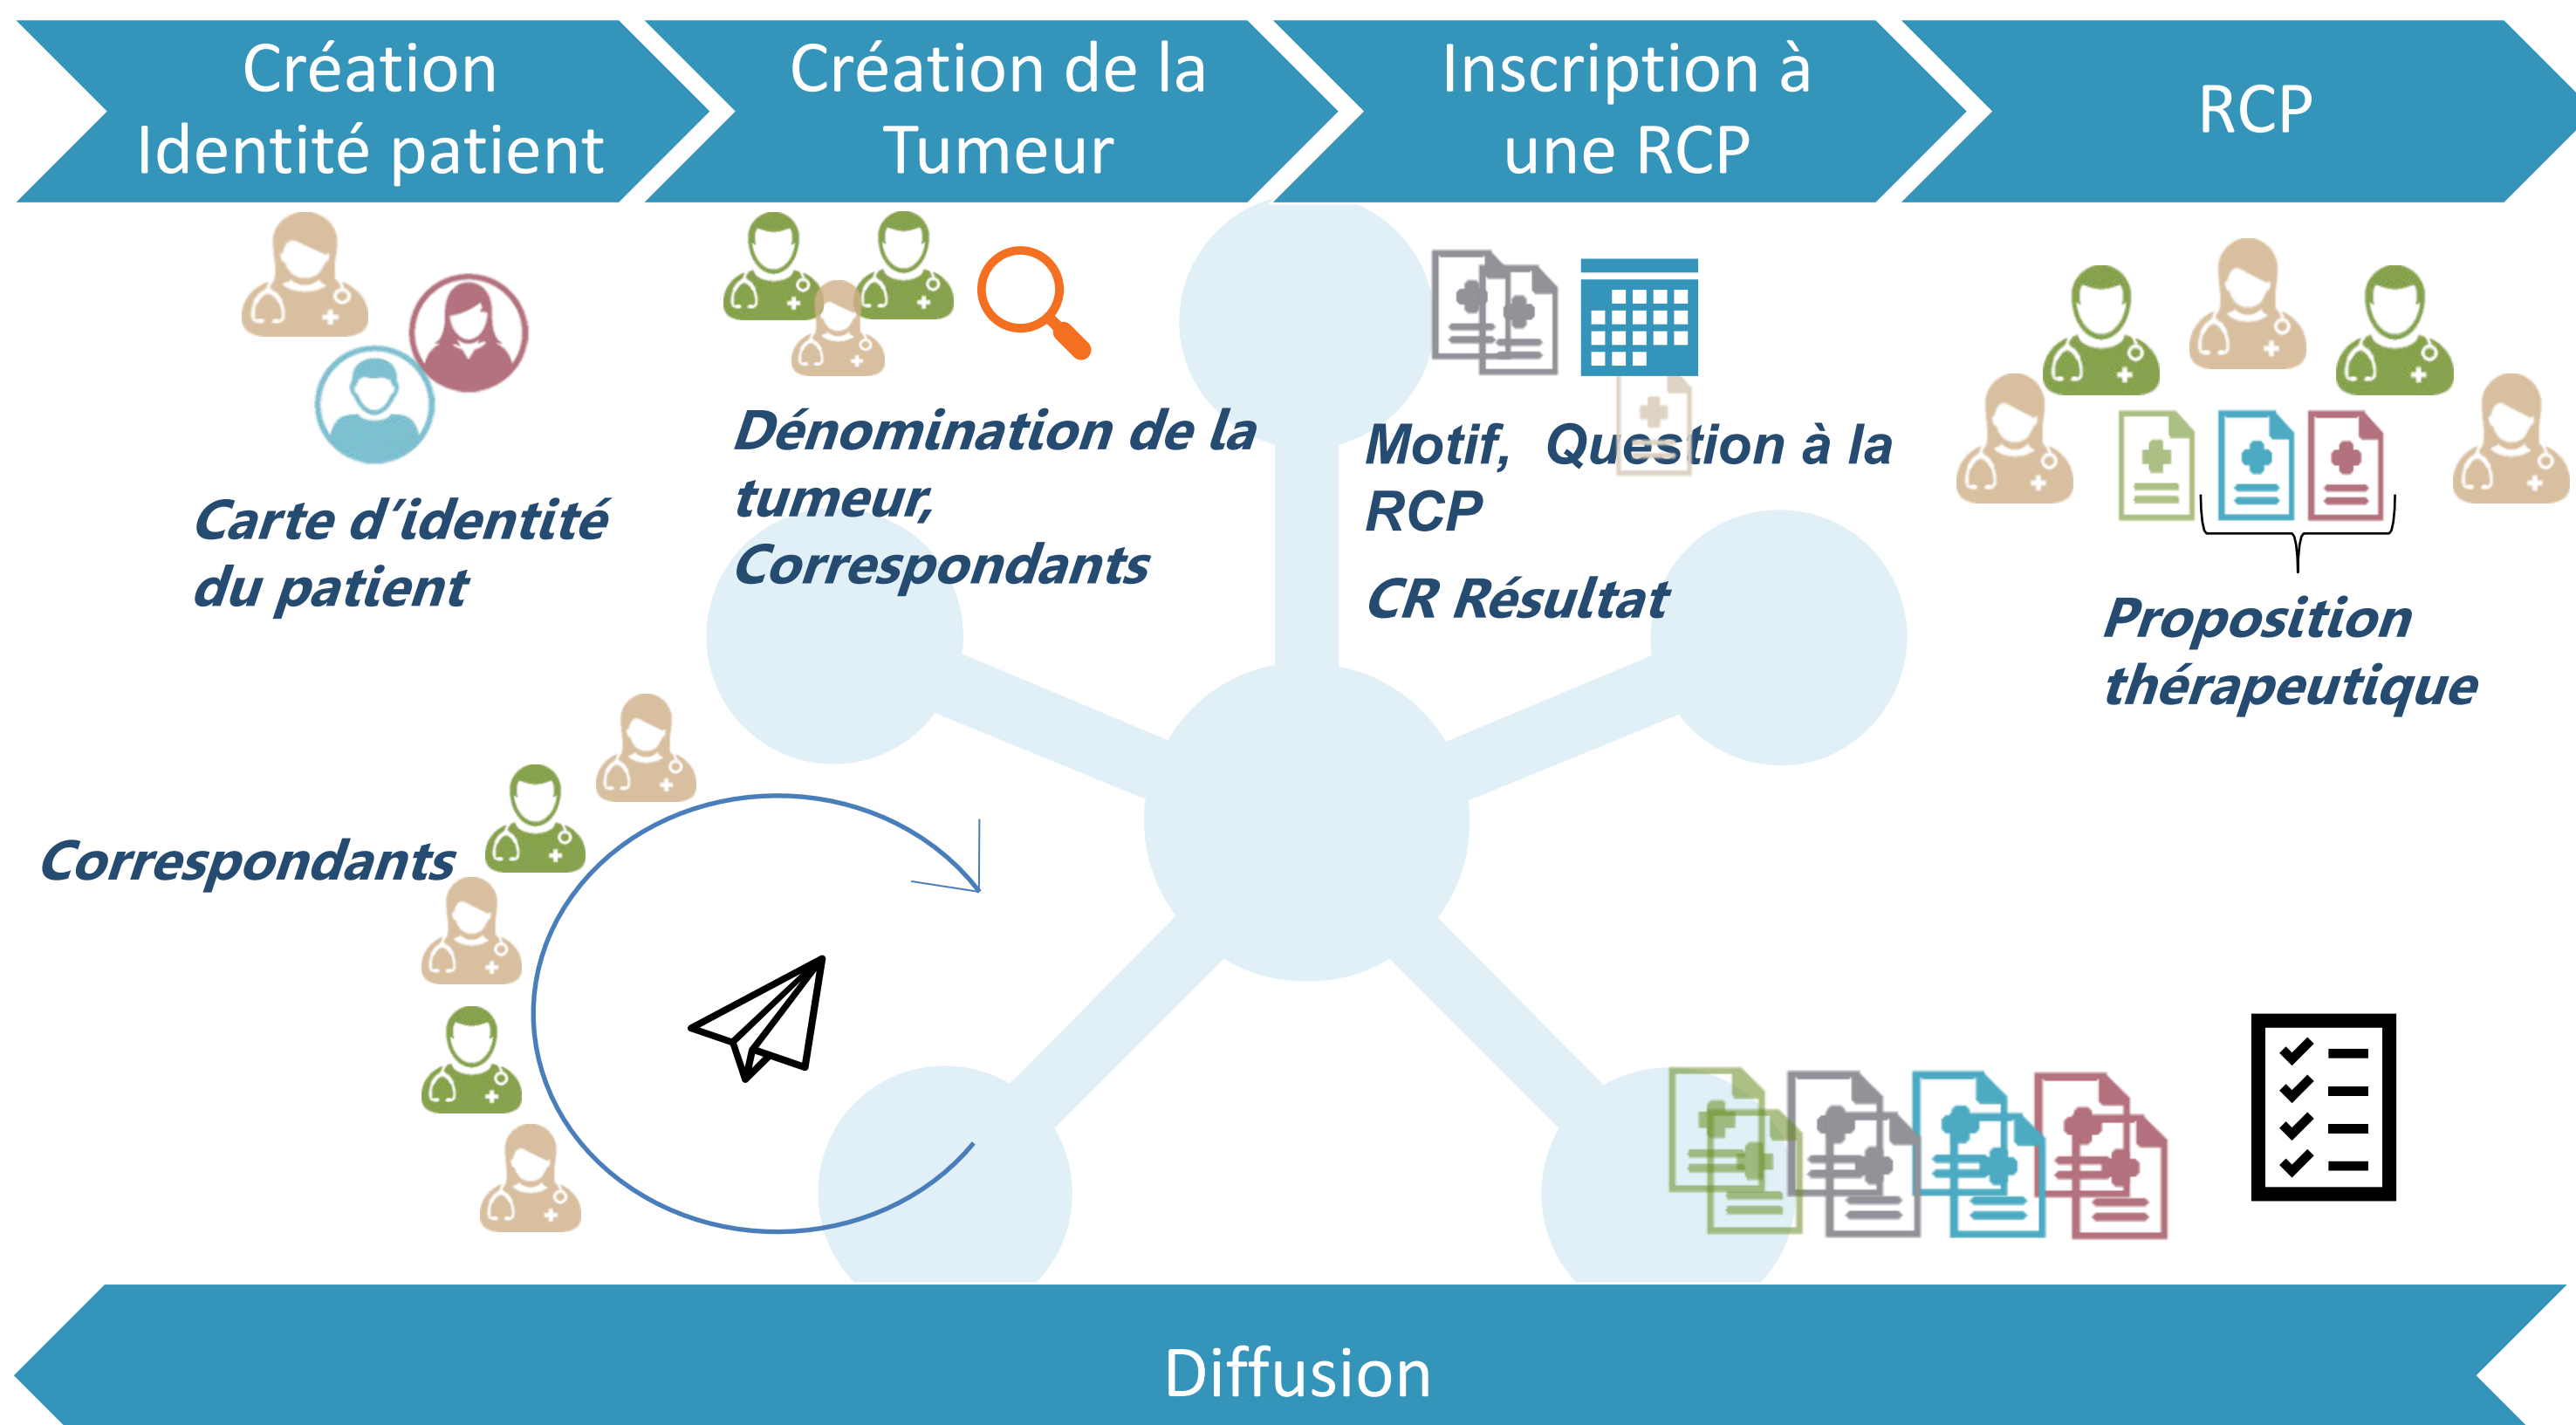 Création
Identité patient
Création de la
Tumeur
Inscription à
une RCP
RCP
Carte d’identité
du patient
Dénomination de la
tumeur,
Correspondants
Motif, Question à la
RCP
CR Résultat
Proposition
thérapeutique
Correspondants
Diffusion